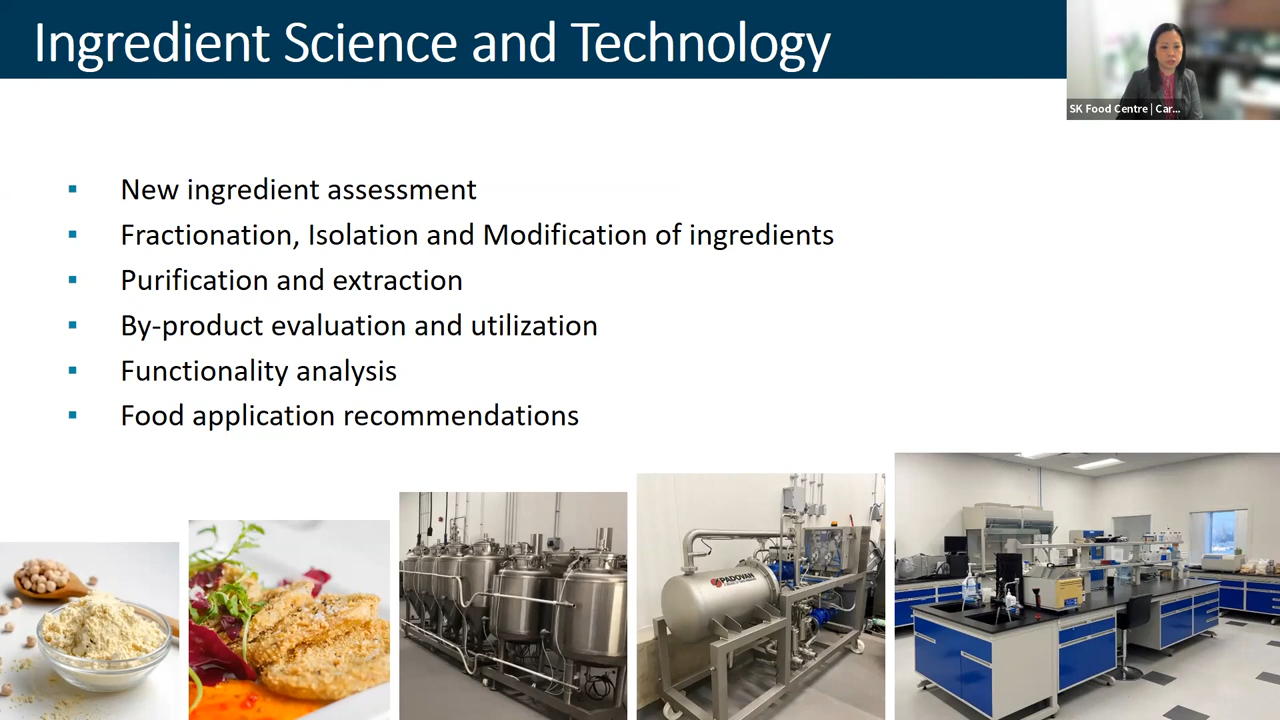 Ingredient Science and Technology
SK Food Centre | Car...
New ingredient assessment
Fractionation, Isolation and Modification of ingredients
Purification and extraction
By-product evaluation and utilization
Functionality analysis
Food application recommendations
PADOVAN